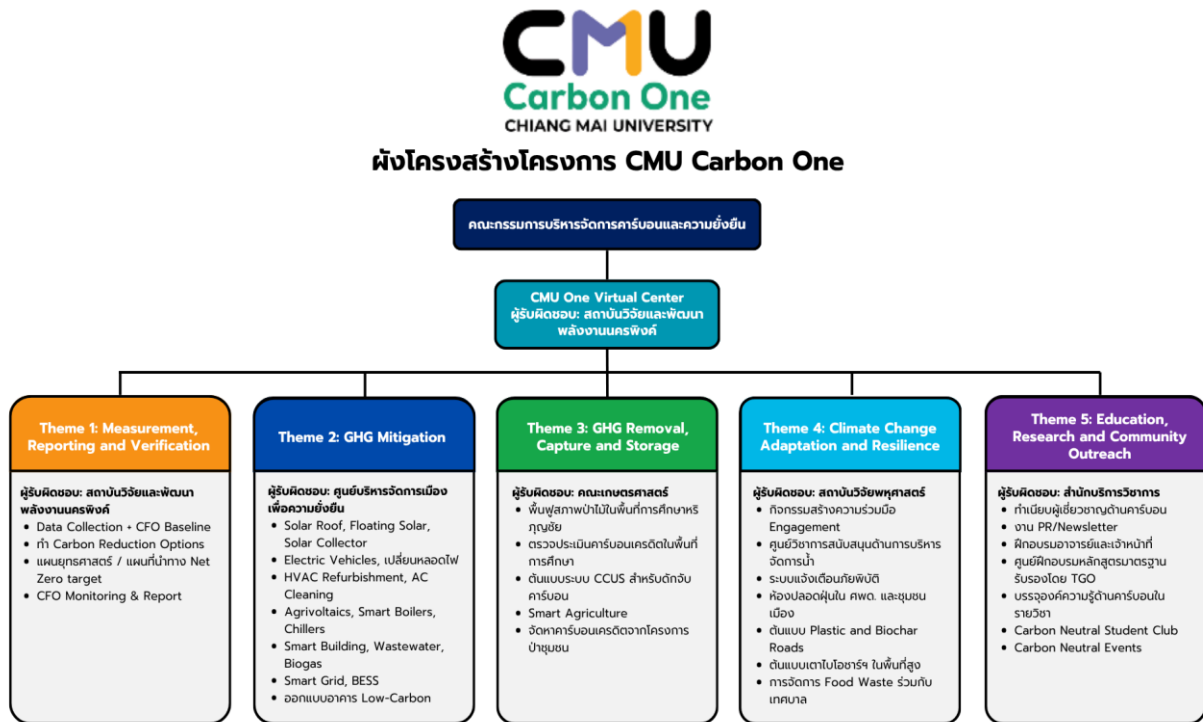 CMU
Carbon One
CHIANG MAI UNIVERSITY
ผังโครงสร้างโครงการ CMU Carbon One
คณะกรรมการบริหารจัดการคาร์บอนและความยั่งยืน
CMU One Virtual Center
ผู้รับผิดชอบ: สถาบันวิจัยและพัฒนา
พลังงานนครพิงค์
Theme 1: Measurement,
Reporting and Verification
ผู้รับผิดชอบ: สถาบันวิจัยและพัฒนา
พลังงานนครพิงค์
• Data Collection + CFO Baseline
• ทำ Carbon Reduction Options
• แผนยุทธศาสตร์ / แผนที่นำทาง Net
Zero target
• CFO Monitoring & Report
Theme 2: GHG Mitigation
ผู้รับผิดชอบ: ศูนย์บริหารจัดการเมือง
เพื่อความยั่งยืน
• Solar Roof, Floating Solar,
Solar Collector
• Electric Vehicles, เปลี่ยนหลอดไฟ
• HVAC Refurbishment, AC
Cleaning
• Agrivoltaics, Smart Boilers,
Chillers
• Smart Building, Wastewater,
Biogas
• Smart Grid, BESS
• ออกแบบอาคาร Low-Carbon
Theme 3: GHG Removal,
Capture and Storage
ผู้รับผิดชอบ: คณะเกษตรศาสตร์
• ฟื้นฟูสภาพป่าไม้ในพื้นที่การศึกษาหริ
ภุญชัย
• ตรวจประเมินคาร์บอนเครดิตในพื้นที่
การศึกษา
• ต้นแบบระบบ CCUS สำหรับดักจับ
คาร์บอน
• Smart Agriculture
• จัดหาคาร์บอนเครดิตจากโครงการ
ป่าชุมชน
Theme 4: Climate Change
Adaptation and Resilience
ผู้รับผิดชอบ: สถาบันวิจัยพหุศาสตร์
• กิจกรรมสร้างความร่วมมือ
Engagement
• ศูนย์วิชาการสนับสนุนด้านการบริหาร
จัดการน้ำ
• ระบบแจ้งเตือนภัยพิบัติ
• ห้องปลอดฝุ่นใน ศพด. และชุมชน
เมือง
• ต้นแบบ Plastic and Biochar
Roads
• ต้นแบบเตาไบโอชาร์ฯ ในพื้นที่สูง
• การจัดการ Food Waste ร่วมกับ
เทศบาล
Theme 5: Education,
Research and Community
Outreach
ผู้รับผิดชอบ: สำนักบริการวิชาการ
• ทำเนียบผู้เชี่ยวชาญด้านคาร์บอน
• งาน PR/Newsletter
• ฝึกอบรมอาจารย์และเจ้าหน้าที่
• ศูนย์ฝึกอบรมหลักสูตรมาตรฐาน
รับรองโดย TGO
• บรรจุองค์ความรู้ด้านคาร์บอนใน
รายวิชา
• Carbon Neutral Student Club
• Carbon Neutral Events